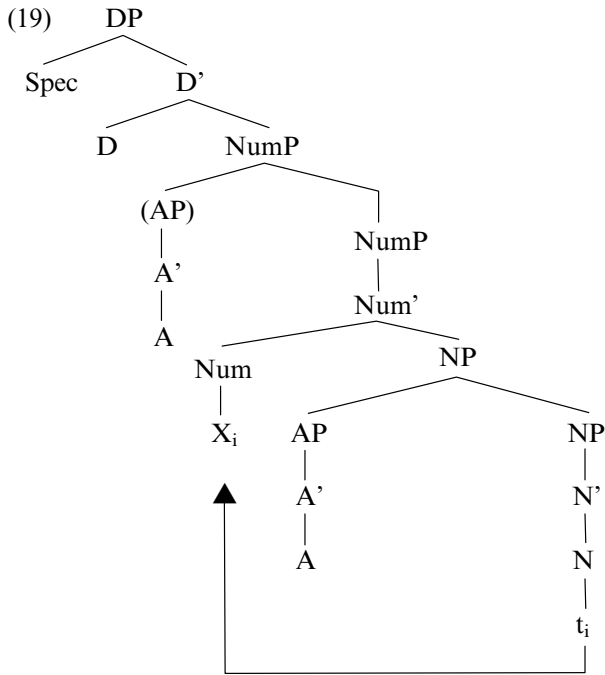 (19) DP
Spec D’
D NumP
(AP) NumP
A’ Num’
A Num NP
X_i AP NP
A’ N’
A N
t_i